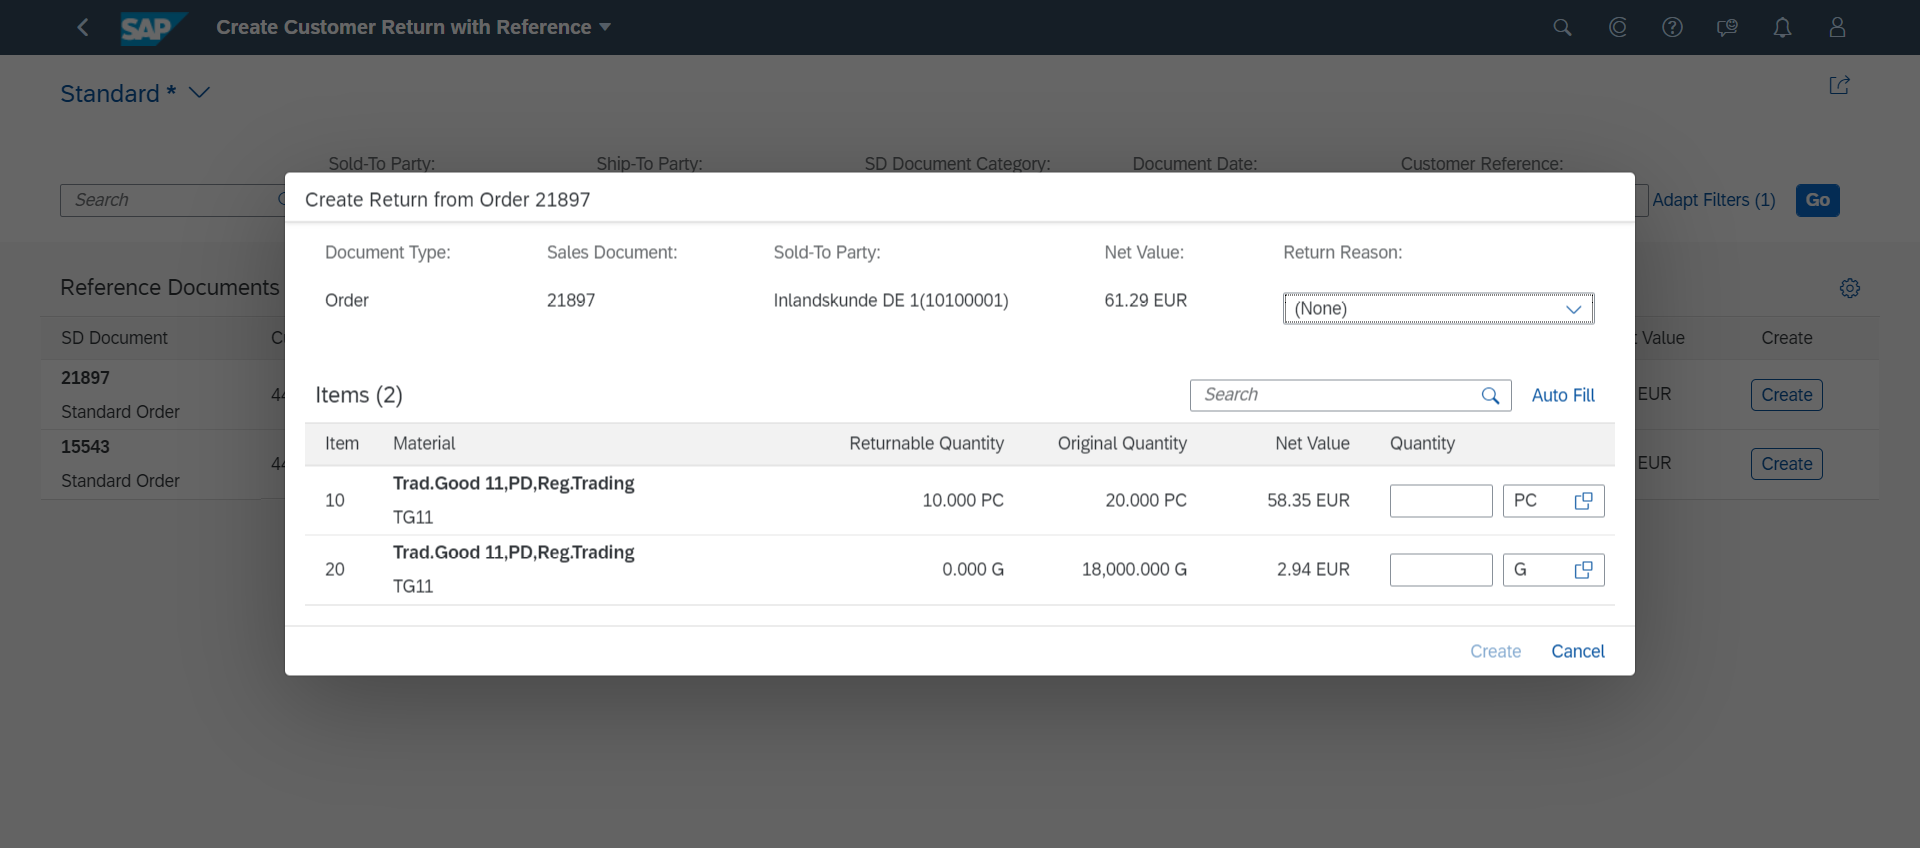 SAP Create Customer Return with Reference
Standard *
Sold-To Party: Ship-To Party: SD Document Category: Document Date: Customer Reference:
Search Adapt Filters (1) Go
Create Return from Order 21897
Document Type: Sales Document: Sold-To Party: Net Value: Return Reason:
Order 21897 Inlandskunde DE 1(10100001) 61.29 EUR (None)
Reference Documents
SD Document Value Create
21897
Standard Order EUR Create
15543
Standard Order EUR Create
Items (2) Search Auto Fill
Item Material Returnable Quantity Original Quantity Net Value Quantity
10 Trad.Good 11,PD,Reg.Trading 10.000 PC 20.000 PC 58.35 EUR PC
TG11
20 Trad.Good 11,PD,Reg.Trading 0.000 G 18,000.000 G 2.94 EUR G
TG11
Create Cancel